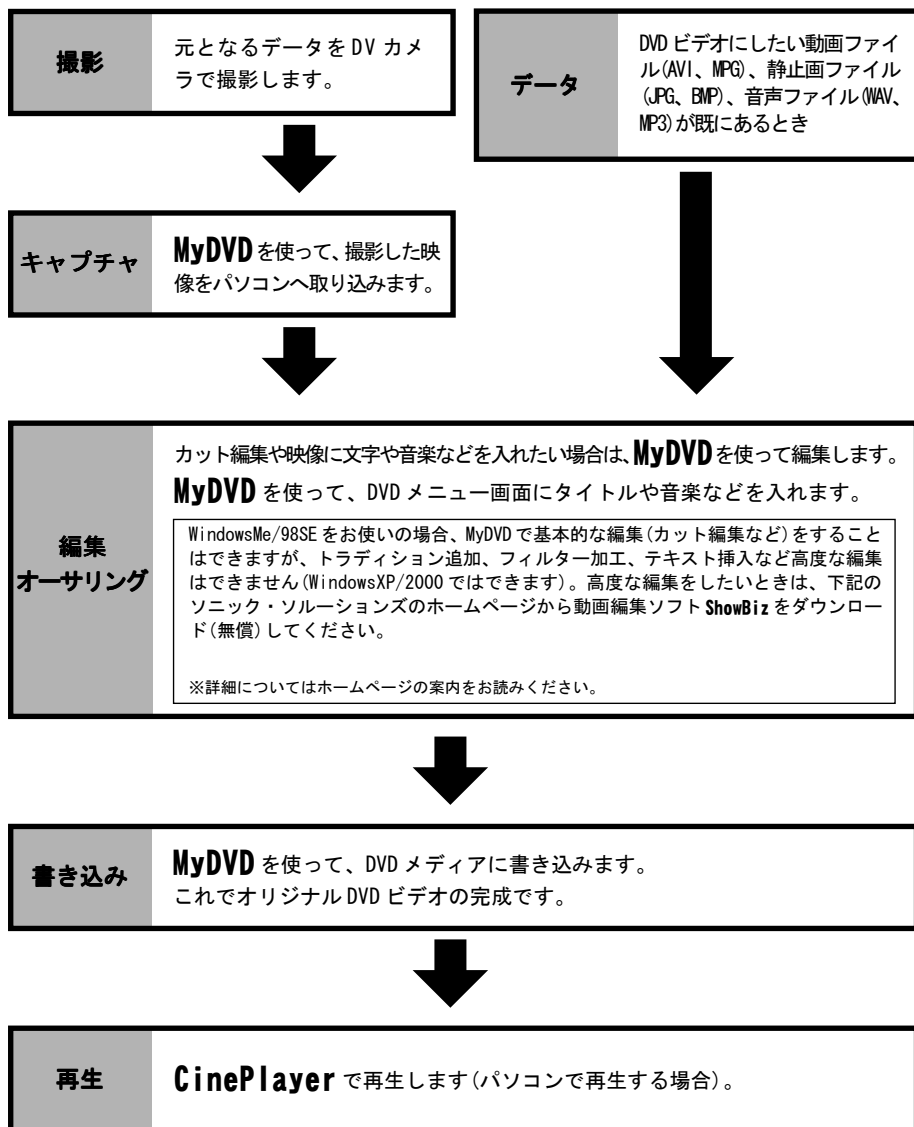 撮影
元となるデータをDVカメ
ラで撮影します。
データ
DVDビデオにしたい動画ファイ
ル(AVI、MPG)、静止画ファイル
(JPG、BMP)、音声ファイル(WAV、
MP3)が既にあるとき
キャプチャ
MyDVDを使って、撮影した映
像をパソコンへ取り込みます。
編集
オーサリング
カット編集や映像に文字や音楽などを入れたい場合は、MyDVDを使って編集します。
MyDVDを使って、DVDメニュー画面にタイトルや音楽などを入れます。
WindowsMe/98SEをお使いの場合、MyDVDで基本的な編集(カット編集など)をすること
はできますが、トラディション追加、フィルター加工、テキスト挿入など高度な編集
はできません(WindowsXP/2000ではできます)。高度な編集をしたいときは、下記の
ソニック・ソルーションズのホームページから動画編集ソフトShowBizをダウンロー
ド(無償)してください。
※詳細についてはホームページの案内をお読みください。
書き込み
MyDVDを使って、DVDメディアに書き込みます。
これでオリジナルDVDビデオの完成です。
再生
CinePlayerで再生します(パソコンで再生する場合)。